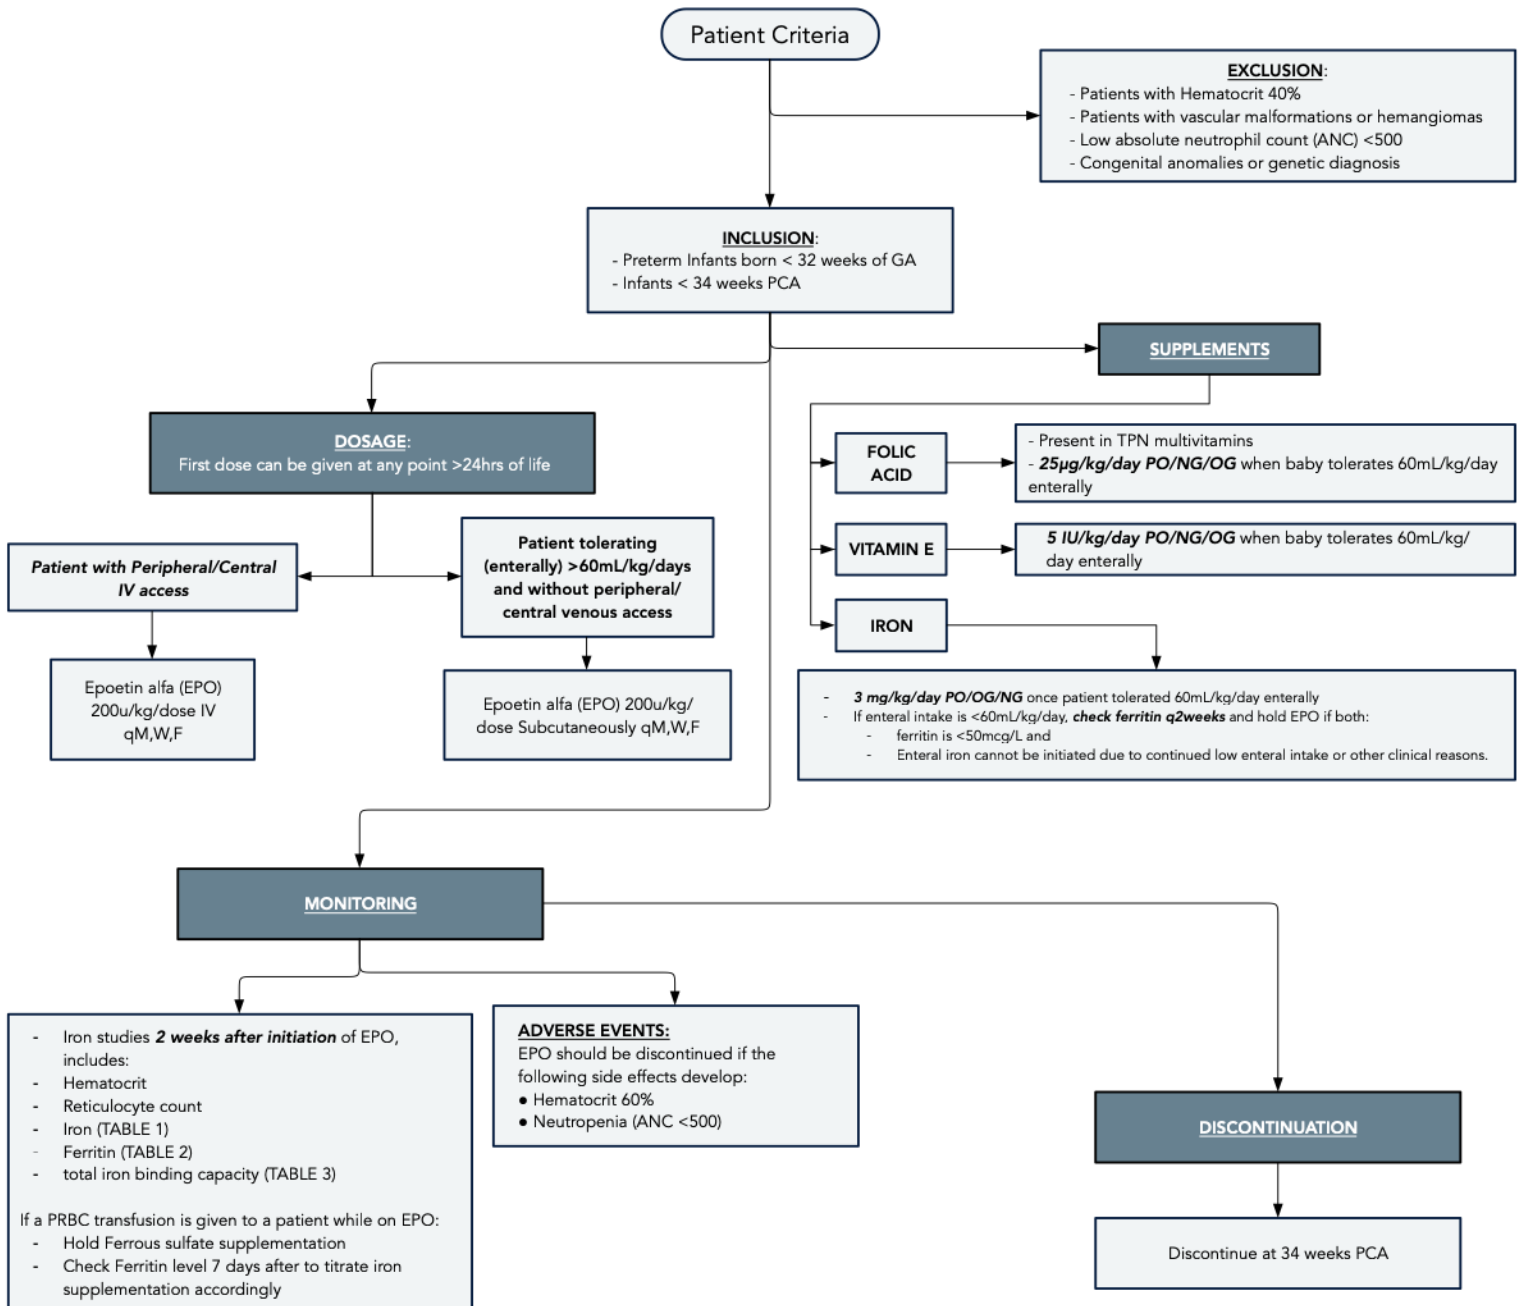 Patient Criteria
EXCLUSION:
- Patients with Hematocrit 40%
- Patients with vascular malformations or hemangiomas
- Low absolute neutrophil count (ANC) <500
- Congenital anomalies or genetic diagnosis
INCLUSION:
- Preterm Infants born < 32 weeks of GA
- Infants < 34 weeks PCA
SUPPLEMENTS
DOSAGE:
First dose can be given at any point >24hrs of life
FOLIC
ACID
- Present in TPN multivitamins
- 25µg/kg/day PO/NG/OG when baby tolerates 60mL/kg/day
enterally
VITAMIN E
5 IU/kg/day PO/NG/OG when baby tolerates 60mL/kg/
day enterally
IRON
- 3 mg/kg/day PO/OG/NG once patient tolerated 60mL/kg/day enterally
- If enteral intake is <60mL/kg/day, check ferritin q2weeks and hold EPO if both:
- ferritin is <50mcg/L and
- Enteral iron cannot be initiated due to continued low enteral intake or other clinical reasons.
Patient with Peripheral/Central
IV access
Patient tolerating
(enterally) >60mL/kg/days
and without peripheral/
central venous access
Epoetin alfa (EPO)
200u/kg/dose IV
qM,W,F
Epoetin alfa (EPO) 200u/kg/
dose Subcutaneously qM,W,F
MONITORING
- Iron studies 2 weeks after initiation of EPO,
includes:
- Hematocrit
- Reticulocyte count
- Iron (TABLE 1)
- Ferritin (TABLE 2)
- total iron binding capacity (TABLE 3)
If a PRBC transfusion is given to a patient while on EPO:
- Hold Ferrous sulfate supplementation
- Check Ferritin level 7 days after to titrate iron
supplementation accordingly
ADVERSE EVENTS:
EPO should be discontinued if the
following side effects develop:
● Hematocrit 60%
● Neutropenia (ANC <500)
DISCONTINUATION
Discontinue at 34 weeks PCA